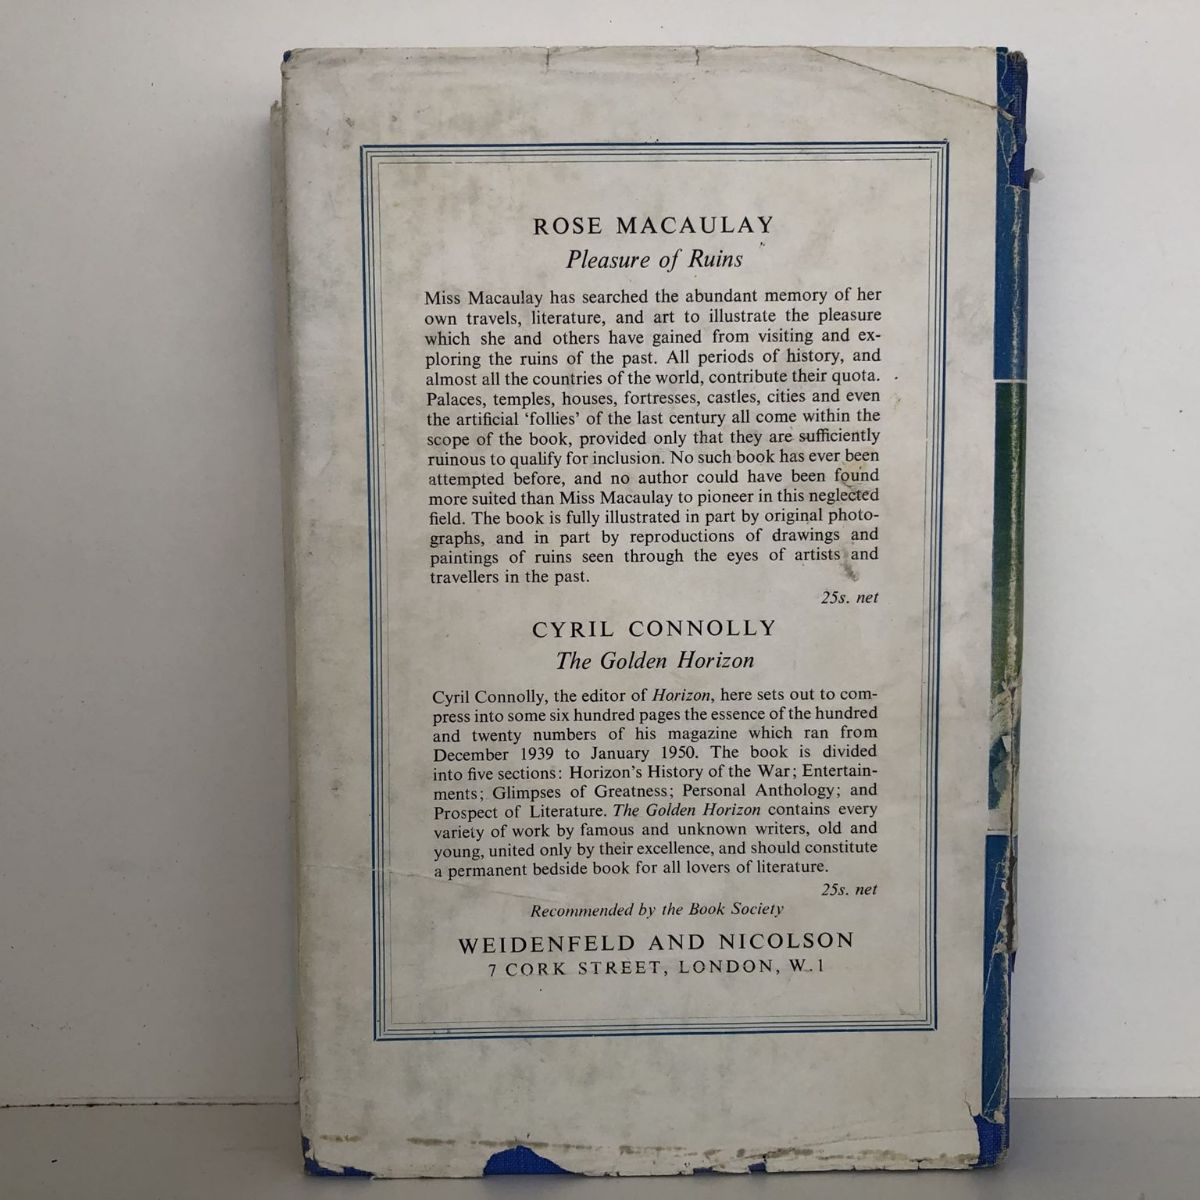 ROSE MACAULAY
Pleasure of Ruins
Miss Macaulay has searched the abundant memory of her
own travels, literature, and art to illustrate the pleasure
which she and others have gained from visiting and ex-
ploring the ruins of the past. All periods of history, and
almost all the countries of the world, contribute their quota.
Palaces, temples, houses, fortresses, castles, cities and even
the artificial ‘follies’ of the last century all come within the
scope of the book, provided only that they are sufficiently
ruinous to qualify for inclusion. No such book has ever been
attempted before, and no author could have been found
more suited than Miss Macaulay to pioneer in this neglected
field. The book is fully illustrated in part by original photo-
graphs, and in part by reproductions of drawings and
paintings of ruins seen through the eyes of artists and
travellers in the past.
25s. net
CYRIL CONNOLLY
The Golden Horizon
Cyril Connolly, the editor of Horizon, here sets out to com-
press into some six hundred pages the essence of the hundred
and twenty numbers of his magazine which ran from
December 1939 to January 1950. The book is divided
into five sections: Horizon’s History of the War; Entertain-
ments; Glimpses of Greatness; Personal Anthology; and
Prospect of Literature. The Golden Horizon contains every
variety of work by famous and unknown writers, old and
young, united only by their excellence, and should constitute
a permanent bedside book for all lovers of literature.
25s. net
Recommended by the Book Society
WEIDENFELD AND NICOLSON
7 CORK STREET, LONDON, W.1